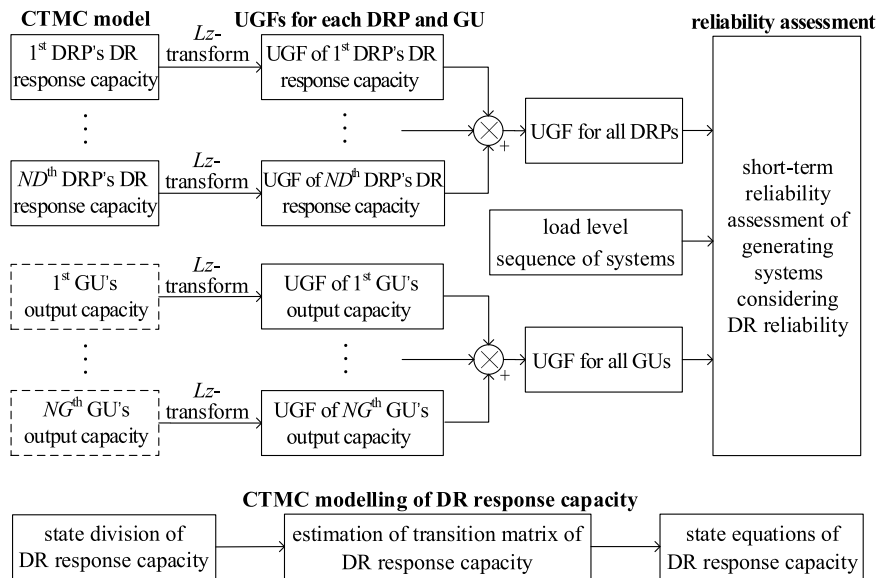 CTMC model
UGFs for each DRP and GU
reliability assessment
1st DRP's DR
response capacity
Lz-
transform
UGF of 1st DRP's DR
response capacity
NDth DRP's DR
response capacity
Lz-
transform
UGF of NDth DRP's DR
response capacity
+
UGF for all DRPs
load level
sequence of systems
1st GU's
output capacity
Lz-
transform
UGF of 1st GU's
output capacity
NGth GU's
output capacity
Lz-
transform
UGF of NGth GU's
output capacity
+
UGF for all GUs
short-term
reliability
assessment of
generating
systems
considering
DR reliability
CTMC modelling of DR response capacity
state division of
DR response capacity
estimation of transition matrix of
DR response capacity
state equations of
DR response capacity